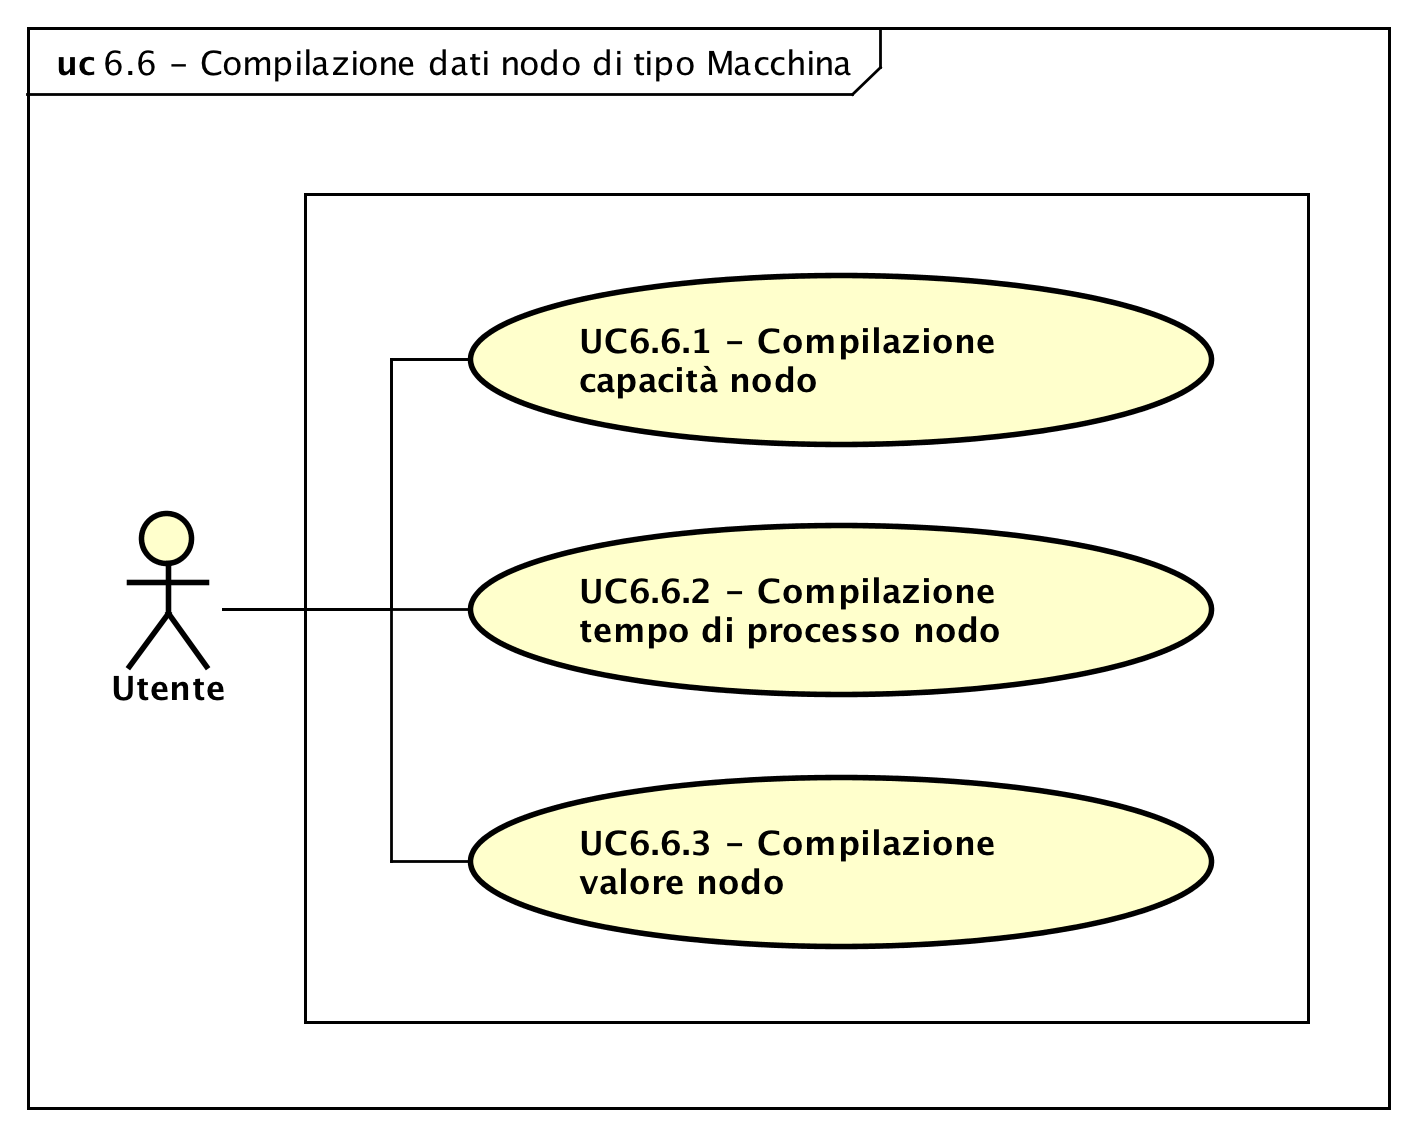 uc 6.6 – Compilazione dati nodo di tipo Macchina
UC6.6.1 – Compilazione
capacità nodo
UC6.6.2 – Compilazione
tempo di processo nodo
Utente
UC6.6.3 – Compilazione
valore nodo